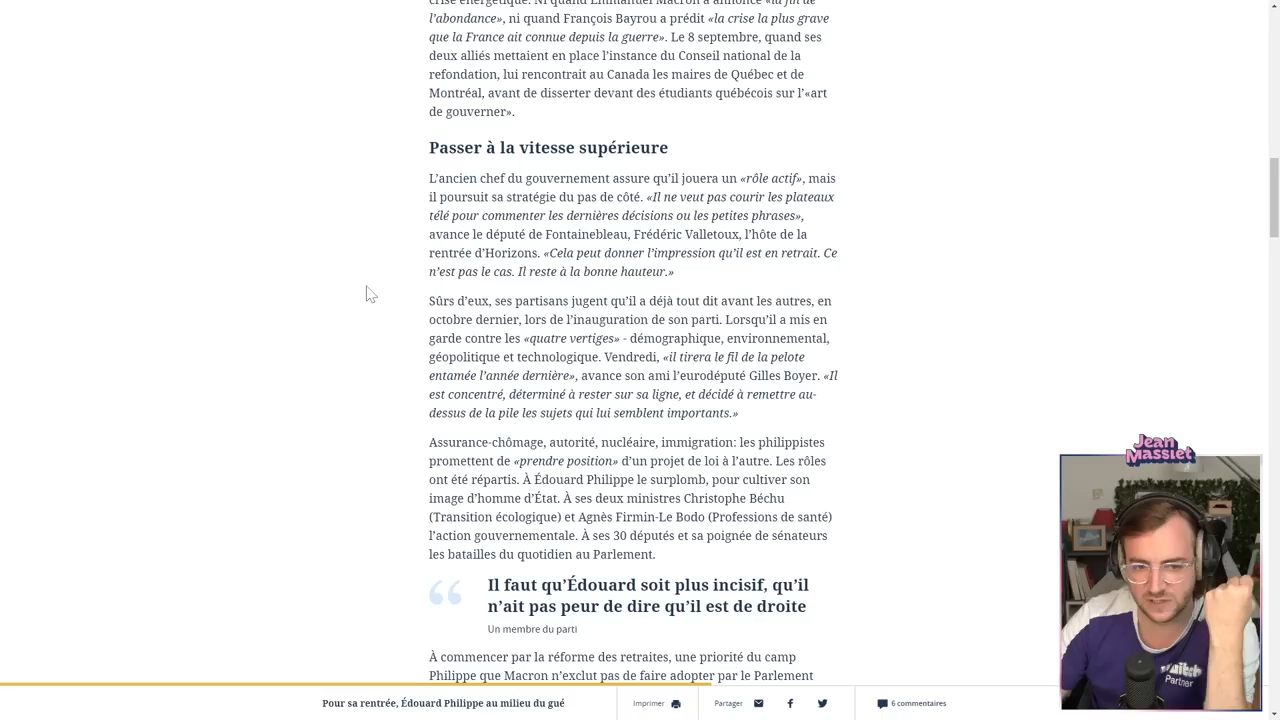 crise énergétique. Ni quand Emmanuel Macron a annoncé «la fin de
l’abondance», ni quand François Bayrou a prédit «la crise la plus grave
que la France ait connue depuis la guerre». Le 8 septembre, quand ses
deux alliés mettaient en place l’instance du Conseil national de la
refondation, lui rencontrait au Canada les maires de Québec et de
Montréal, avant de disserter devant des étudiants québécois sur l’«art
de gouverner».
Passer à la vitesse supérieure
L’ancien chef du gouvernement assure qu’il jouera un «rôle actif», mais
il poursuit sa stratégie du pas de côté. «Il ne veut pas courir les plateaux
télé pour commenter les dernières décisions ou les petites phrases»,
avance le député de Fontainebleau, Frédéric Valletoux, l’hôte de la
rentrée d’Horizons. «Cela peut donner l’impression qu’il est en retrait. Ce
n’est pas le cas. Il reste à la bonne hauteur.»
Sûrs d’eux, ses partisans jugent qu’il a déjà tout dit avant les autres, en
octobre dernier, lors de l’inauguration de son parti. Lorsqu’il a mis en
garde contre les «quatre vertiges» - démographique, environnemental,
géopolitique et technologique. Vendredi, «il tirera le fil de la pelote
entamée l’année dernière», avance son ami l’eurodéputé Gilles Boyer. «Il
est concentré, déterminé à rester sur sa ligne, et décidé à remettre au-
dessus de la pile les sujets qui lui semblent importants.»
Assurance-chômage, autorité, nucléaire, immigration: les philippistes
promettent de «prendre position» d’un projet de loi à l’autre. Les rôles
ont été répartis. À Édouard Philippe le surplomb, pour cultiver son
image d’homme d’État. À ses deux ministres Christophe Béchu
(Transition écologique) et Agnès Firmin-Le Bodo (Professions de santé)
l’action gouvernementale. À ses 30 députés et sa poignée de sénateurs
les batailles du quotidien au Parlement.
Il faut qu’Édouard soit plus incisif, qu’il
n’ait pas peur de dire qu’il est de droite
Un membre du parti
À commencer par la réforme des retraites, une priorité du camp
Philippe que Macron n’exclut pas de faire adopter par le Parlement
Pour sa rentrée, Édouard Philippe au milieu du gué
Imprimer
Partager
6 commentaires
Jean
Massiet
twitch
Partner